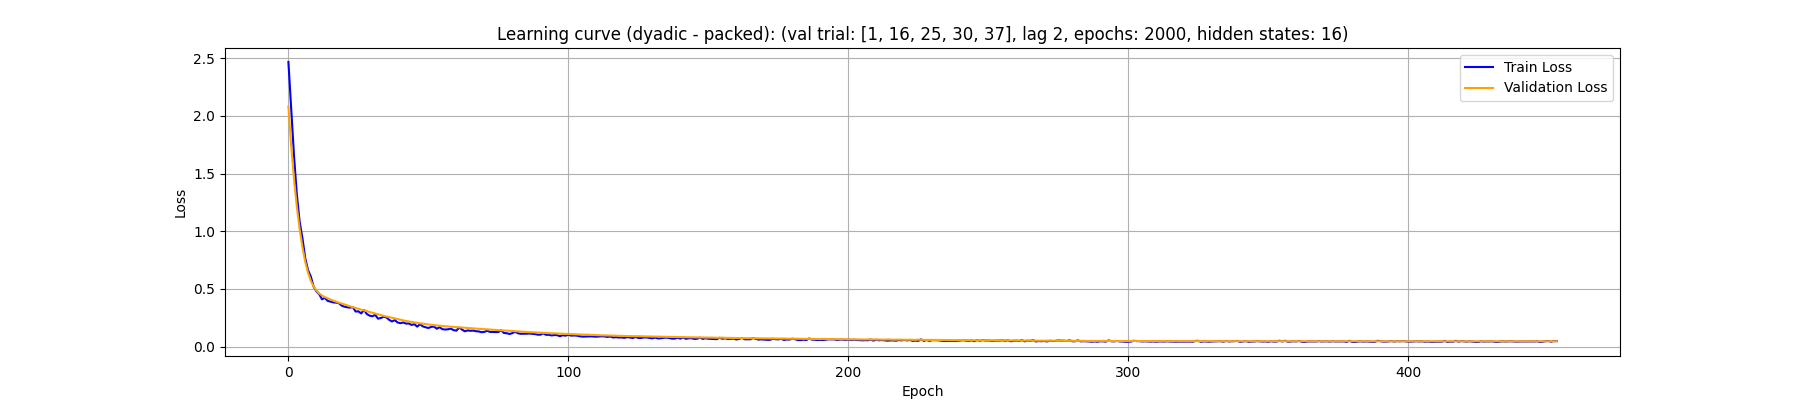 Learning curve (dyadic - packed): (val trial: [1, 16, 25, 30, 37], lag 2, epochs: 2000, hidden states: 16)
Train Loss
Validation Loss
Loss
2.5
2.0
1.5
1.0
0.5
0.0
0
100
200
300
400
Epoch